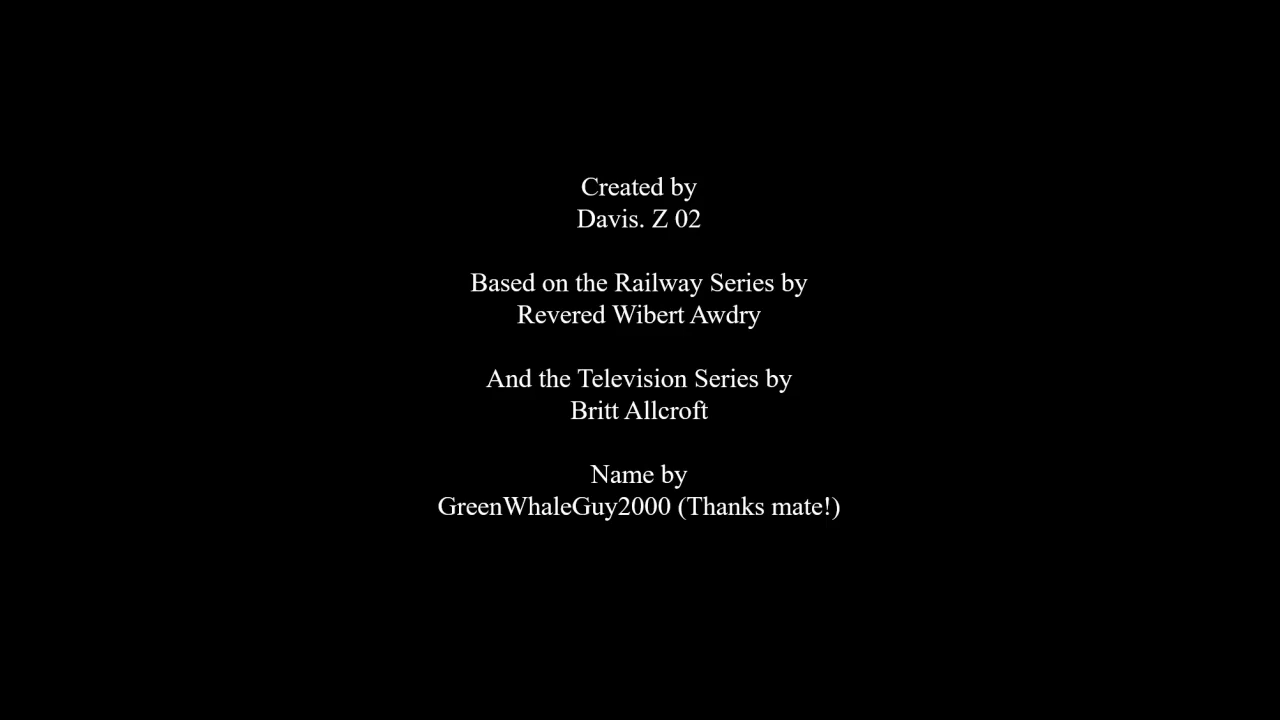 Created by
Davis. Z 02
Based on the Railway Series by
Revered Wibert Awdry
And the Television Series by
Britt Allcroft
Name by
GreenWhaleGuy2000 (Thanks mate!)